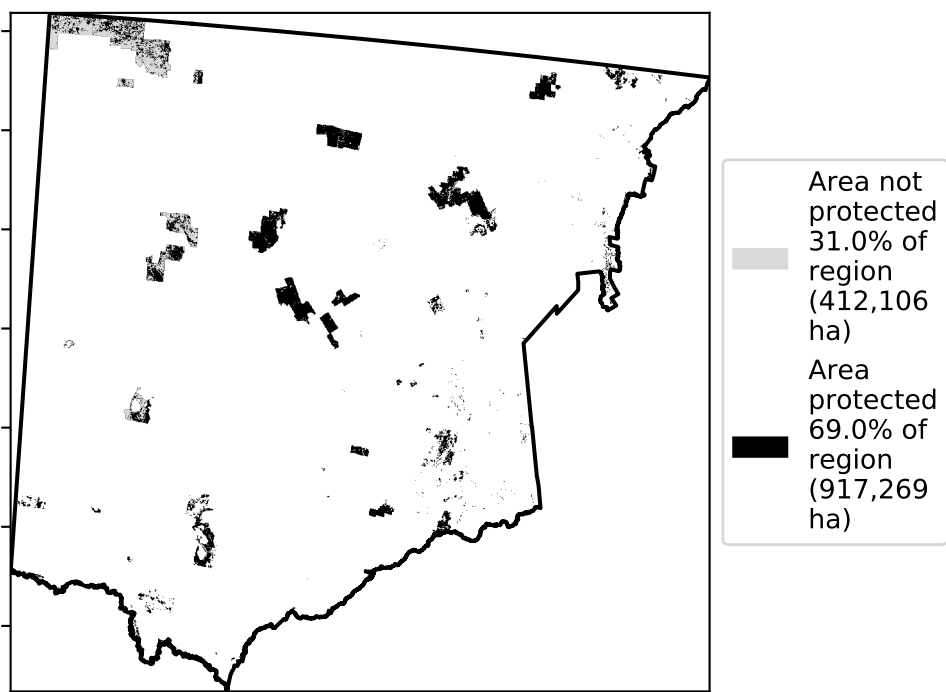 Area not
protected
31.0% of
region
(412,106
ha)
Area
protected
69.0% of
region
(917,269
ha)